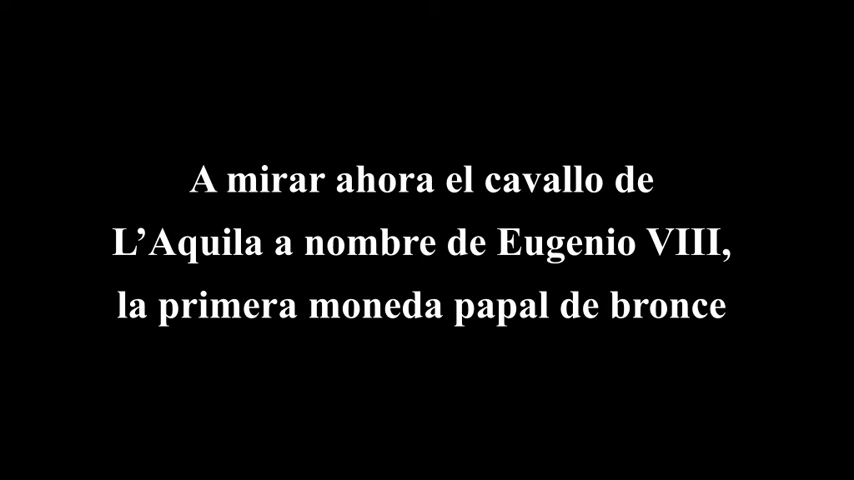 A mirar ahora el cavallo de
L’Aquila a nombre de Eugenio VIII,
la primera moneda papal de bronce